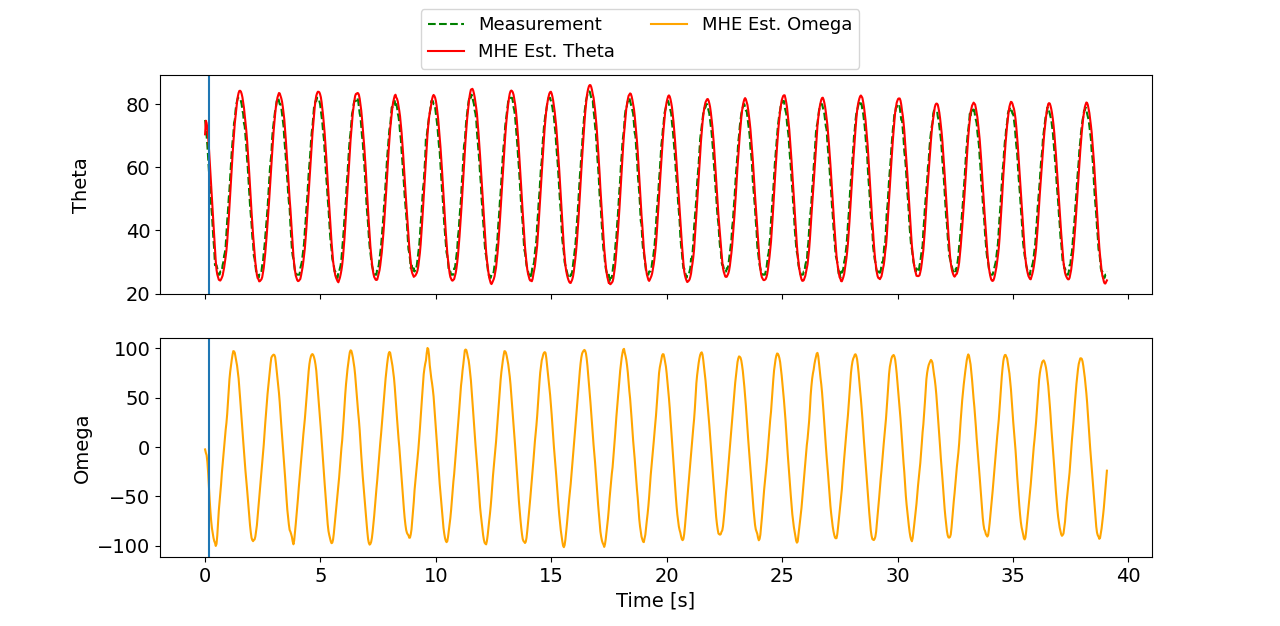 Measurement
MHE Est. Theta
MHE Est. Omega
Theta
80
60
40
20
Omega
100
50
0
−50
−100
0 5 10 15 20 25 30 35 40
Time [s]